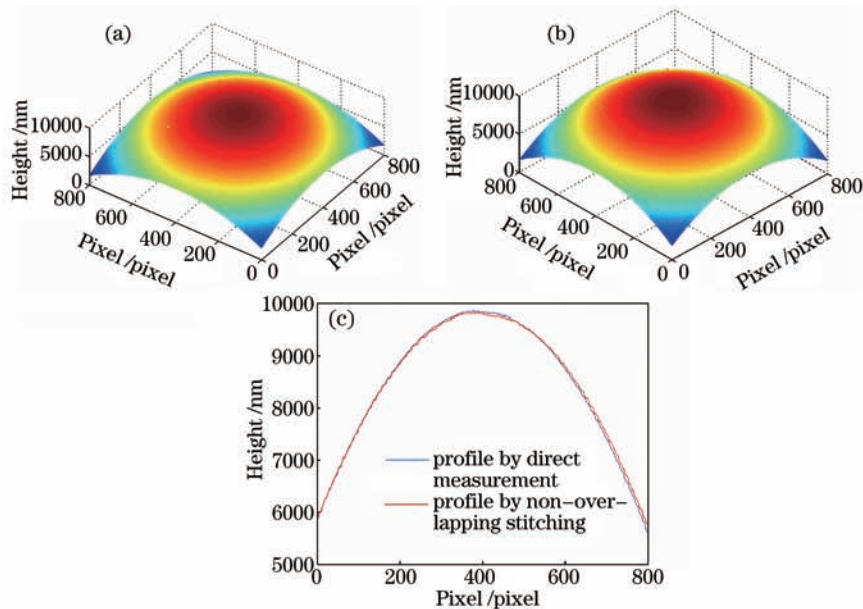 (a)
Height /nm
10000
5000
0
800
600
400
200
0
Pixel /pixel
0
200
400
600
800
Pixel /pixel
(b)
Height /nm
10000
5000
0
800
600
400
200
0
Pixel /pixel
0
200
400
600
800
Pixel /pixel
(c)
Height /nm
10000
9000
8000
7000
6000
5000
profile by direct
measurement
profile by non-over-
lapping stitching
0 200 400 600 800
Pixel /pixel